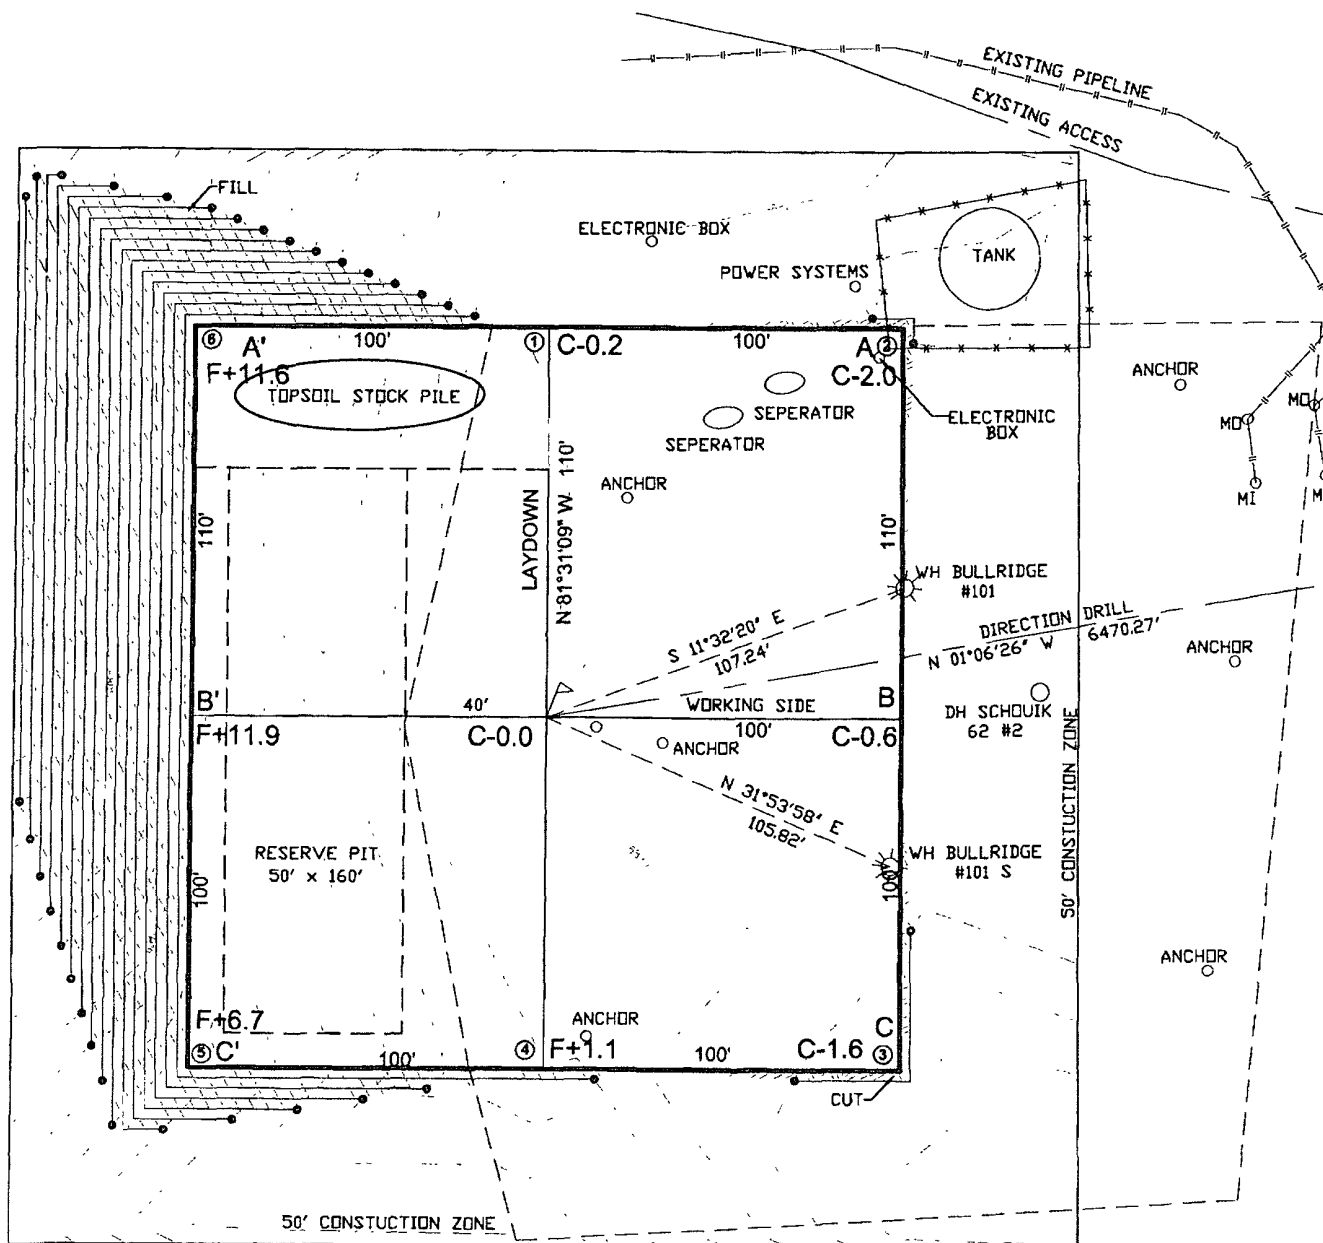 EXISTING PIPELINE
EXISTING ACCESS
FILL
ELECTRONIC BOX
POWER SYSTEMS
TANK
⑥
A'
100'
①
C-0.2
100'
A
②
F+11.6
C-2.0
TOPSOIL STOCK PILE
SEPERATOR
SEPERATOR
ELECTRONIC
BOX
ANCHOR
MO
MO
MI
M
ANCHOR
110'
LAYDOWN
N 81°31'09" W 110'
110'
WH BULLRIDGE
#101
S 11°32'20" E
107.24'
DIRECTION DRILL
N 01°06'26" W 6470.27'
ANCHOR
B'
40'
WORKING SIDE
B
F+11.9
C-0.0
ANCHOR
100'
C-0.6
DH SCHOUIK
62 #2
50' CONSTUCTION ZONE
N 31°53'58" E
105.82'
RESERVE PIT
50' x 160'
100'
WH BULLRIDGE
#101 S
100'
ANCHOR
F+6.7
ANCHOR
C
⑤
C'
100'
④
F+1.1
100'
C-1.6
③
CUT
50' CONSTUCTION ZONE